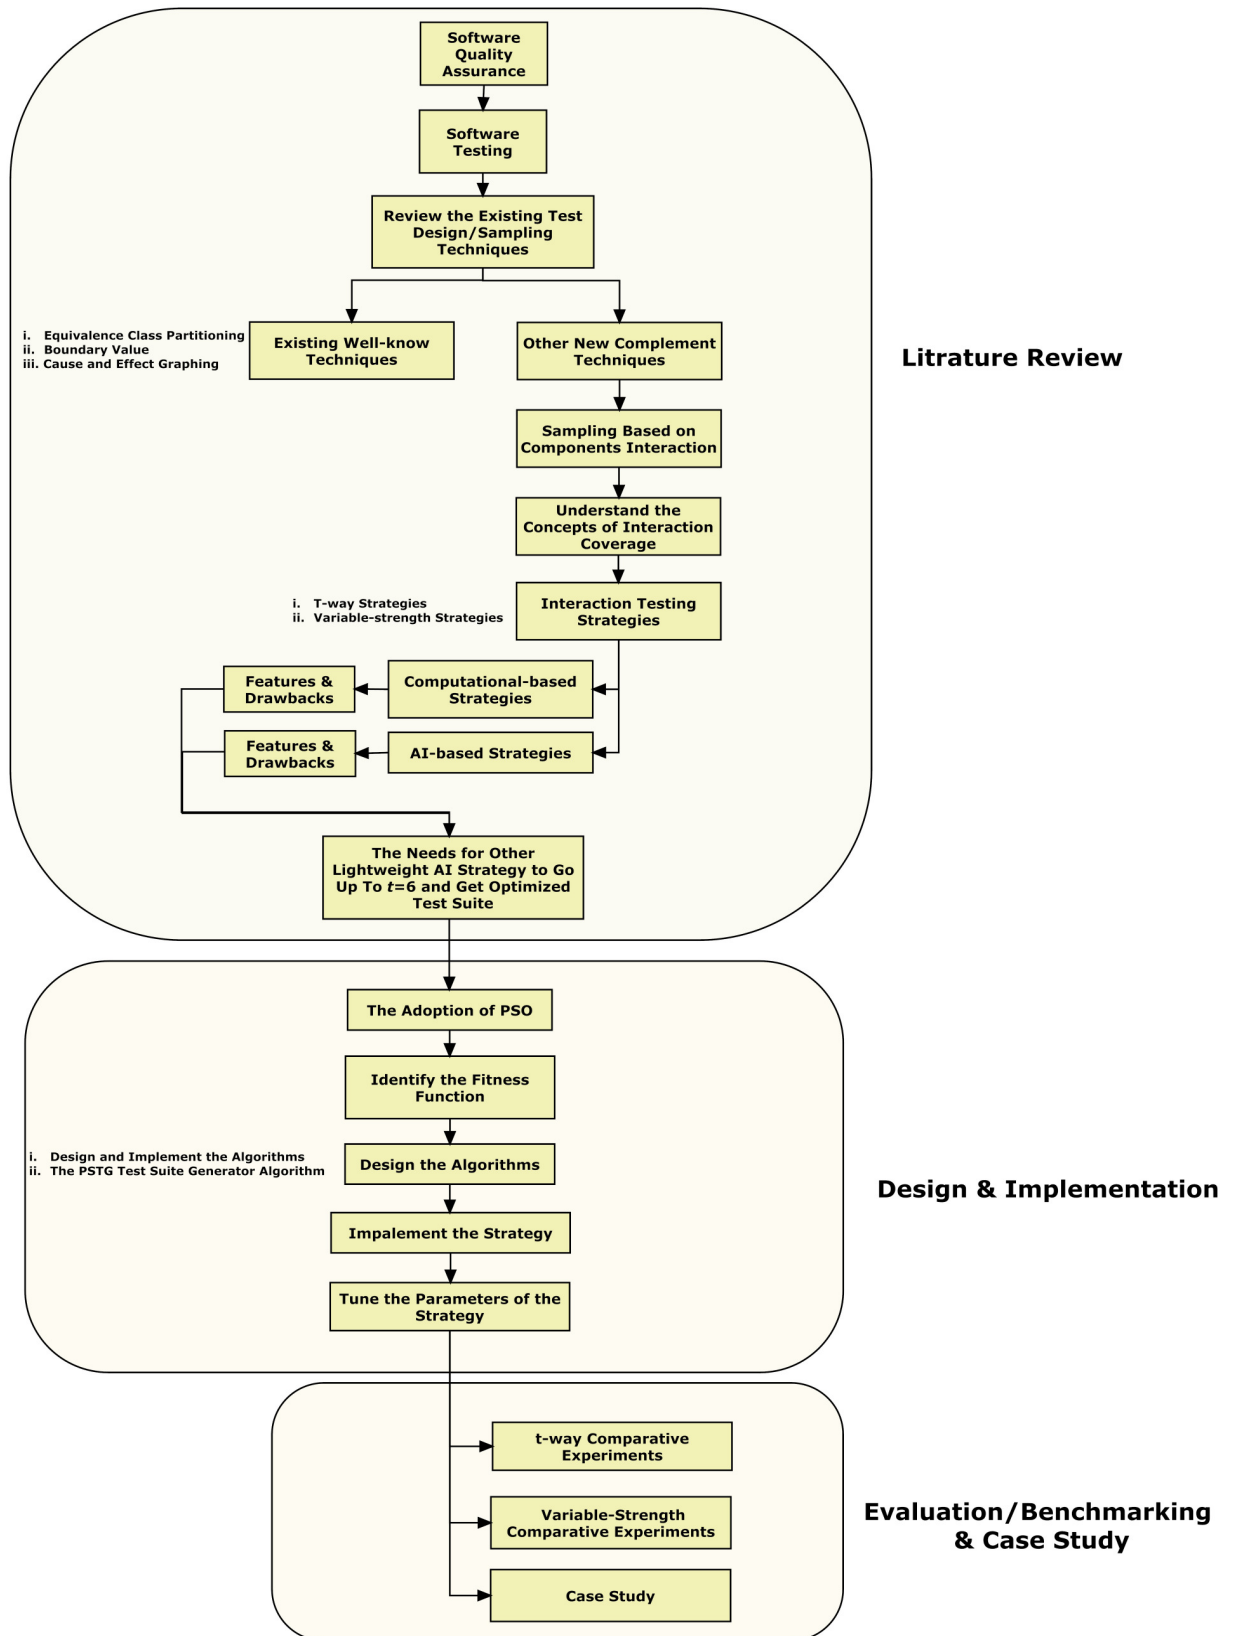 Software
Quality
Assurance
Software
Testing
Review the Existing Test
Design/Sampling
Techniques
i. Equivalence Class Partitioning
ii. Boundary Value
iii. Cause and Effect Graphing
Existing Well-know
Techniques
Other New Complement
Techniques
Litrature Review
Sampling Based on
Components Interaction
Understand the
Concepts of Interaction
Coverage
i. T-way Strategies
ii. Variable-strength Strategies
Interaction Testing
Strategies
Features &
Drawbacks
Computational-based
Strategies
Features &
Drawbacks
AI-based Strategies
The Needs for Other
Lightweight AI Strategy to Go
Up To t=6 and Get Optimized
Test Suite
The Adoption of PSO
Identify the Fitness
Function
i. Design and Implement the Algorithms
ii. The PSTG Test Suite Generator Algorithm
Design the Algorithms
Design & Implementation
Impalement the Strategy
Tune the Parameters of the
Strategy
t-way Comparative
Experiments
Variable-Strength
Comparative Experiments
Evaluation/Benchmarking
& Case Study
Case Study